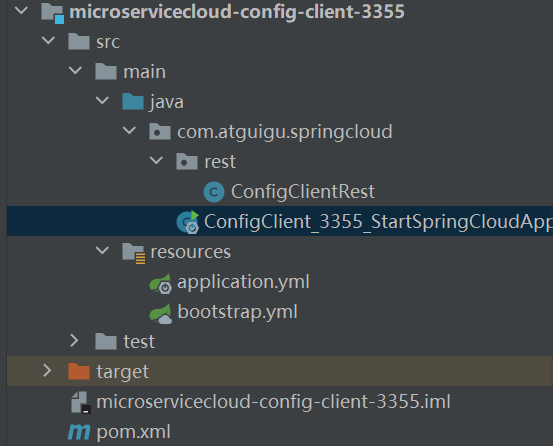 microservicecloud-config-client-3355
src
main
java
com.atguigu.springcloud
rest
ConfigClientRest
ConfigClient_3355_StartSpringCloudApp
resources
application.yml
bootstrap.yml
test
target
microservicecloud-config-client-3355.iml
pom.xml